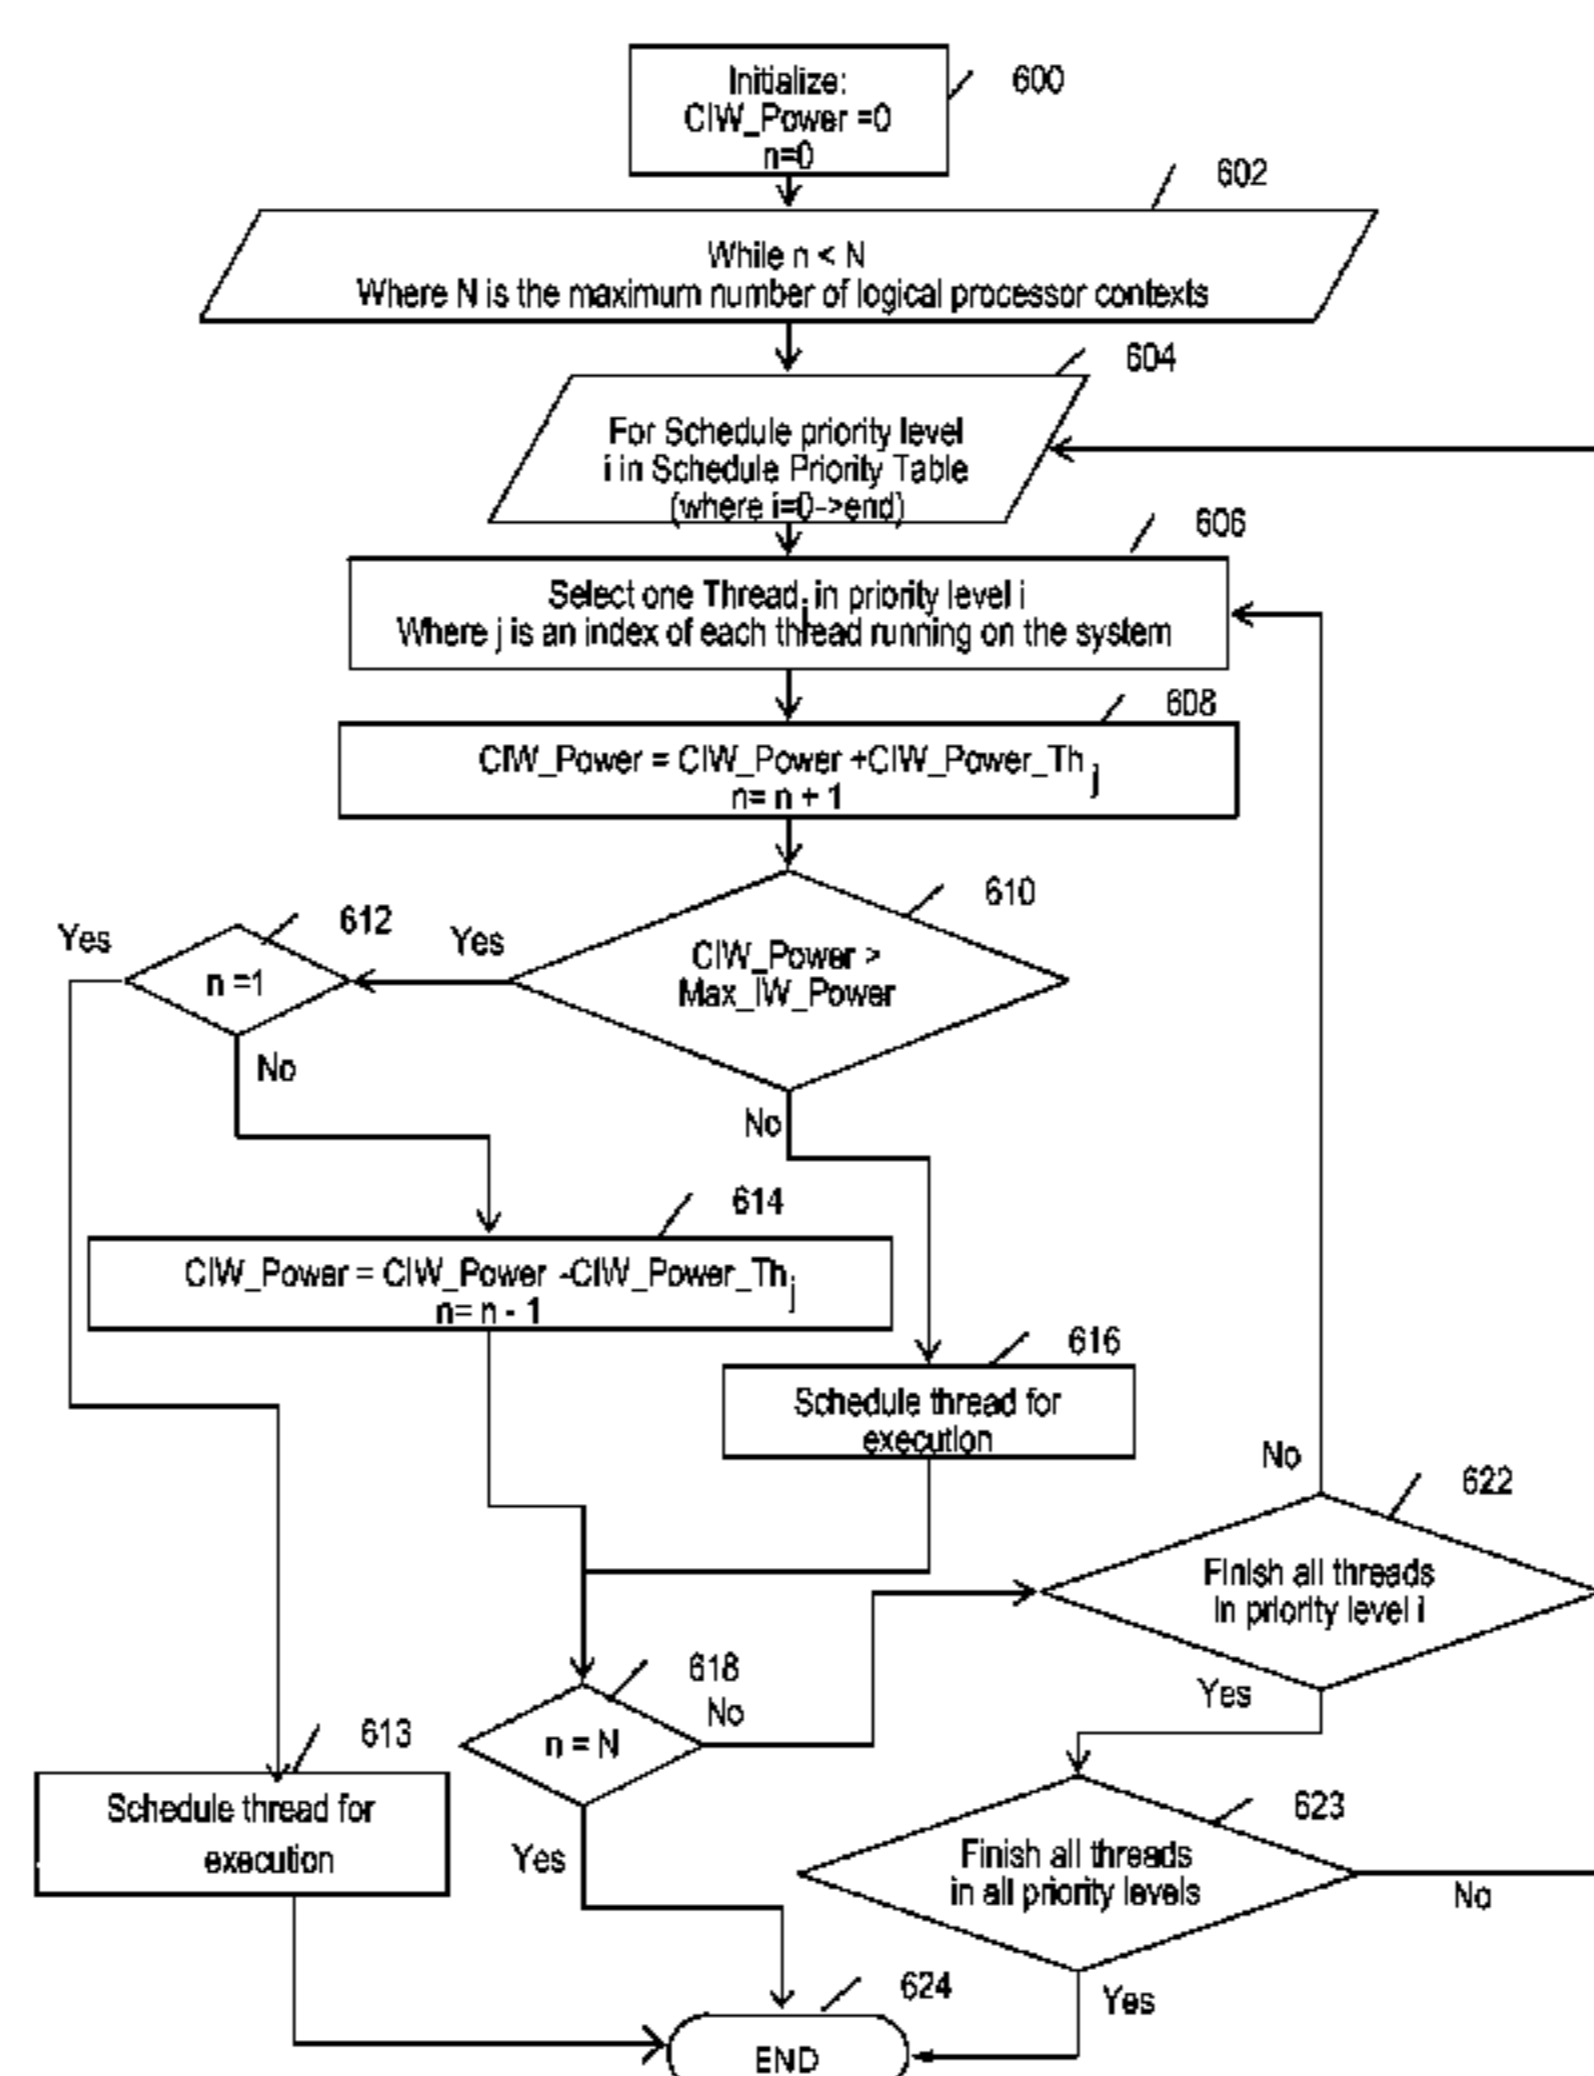 Initialize:
CIW_Power =0
n=0
600
602
While n < N
Where N is the maximum number of logical processor contexts
604
For Schedule priority level
i in Schedule Priority Table
(where i=0->end)
606
Select one Thread j in priority level i
Where j is an index of each thread running on the system
608
CIW_Power = CIW_Power +CIW_Power_Th j
n= n + 1
610
CIW_Power >
Max_IW_Power
Yes
612
n =1
Yes
No
No
614
CIW_Power = CIW_Power -CIW_Power_Th j
n= n - 1
616
Schedule thread for
execution
No
622
Finish all threads
in priority level i
Yes
618
n = N
No
Yes
613
Schedule thread for
execution
623
Finish all threads
in all priority levels
No
Yes
624
END